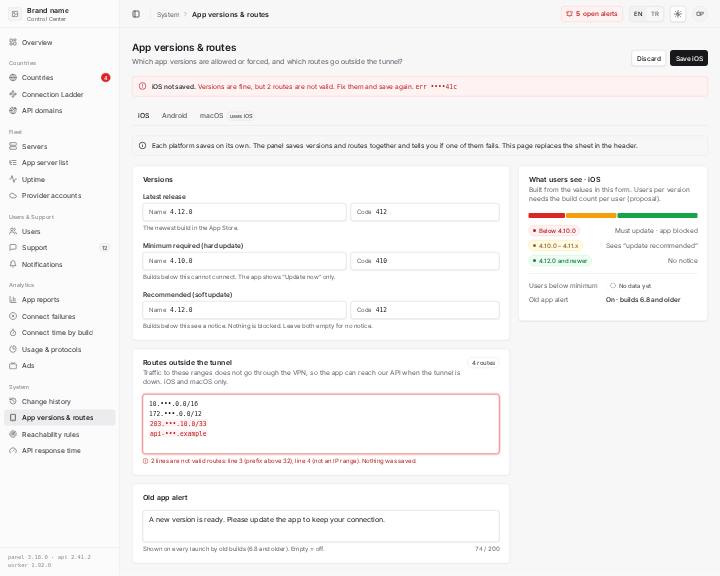 Brand name
Control Center
System > App versions & routes
5 open alerts
EN TR
OP
Overview
Countries
Countries 4
Connection Ladder
API domains
Fleet
Servers
App server list
Uptime
Provider accounts
Users & Support
Users
Support 12
Notifications
Analytics
App reports
Connect failures
Connect time by build
Usage & protocols
Ads
System
Change history
App versions & routes
Reachability rules
API response time
panel 3.18.0 · api 2.41.2
worker 1.92.0
App versions & routes
Which app versions are allowed or forced, and which routes go outside the tunnel?
Discard
Save iOS
iOS not saved. Versions are fine, but 2 routes are not valid. Fix them and save again. err ••••41c
iOS Android macOS uses iOS
Each platform saves on its own. The panel saves versions and routes together and tells you if one of them fails. This page replaces the sheet in the header.
Versions
Latest release
Name 4.12.0 Code 412
The newest build in the App Store.
Minimum required (hard update)
Name 4.10.0 Code 410
Builds below this cannot connect. The app shows "Update now" only.
Recommended (soft update)
Name 4.12.0 Code 412
Builds below this see a notice. Nothing is blocked. Leave both empty for no notice.
Routes outside the tunnel
4 routes
Traffic to these ranges does not go through the VPN, so the app can reach our API when the tunnel is
down. iOS and macOS only.
10.•••.0.0/16
172.•••.0.0/12
203.•••.10.0/33
api-•••.example
2 lines are not valid routes: line 3 (prefix above 32), line 4 (not an IP range). Nothing was saved.
Old app alert
A new version is ready. Please update the app to keep your connection.
Shown on every launch by old builds (6.8 and older). Empty = off.
74 / 200
What users see · iOS
Built from the values in this form. Users per version
needs the build count per user (proposal).
Below 4.10.0 Must update · app blocked
4.10.0 – 4.11.x Sees "update recommended"
4.12.0 and newer No notice
Users below minimum No data yet
Old app alert On · builds 6.8 and older